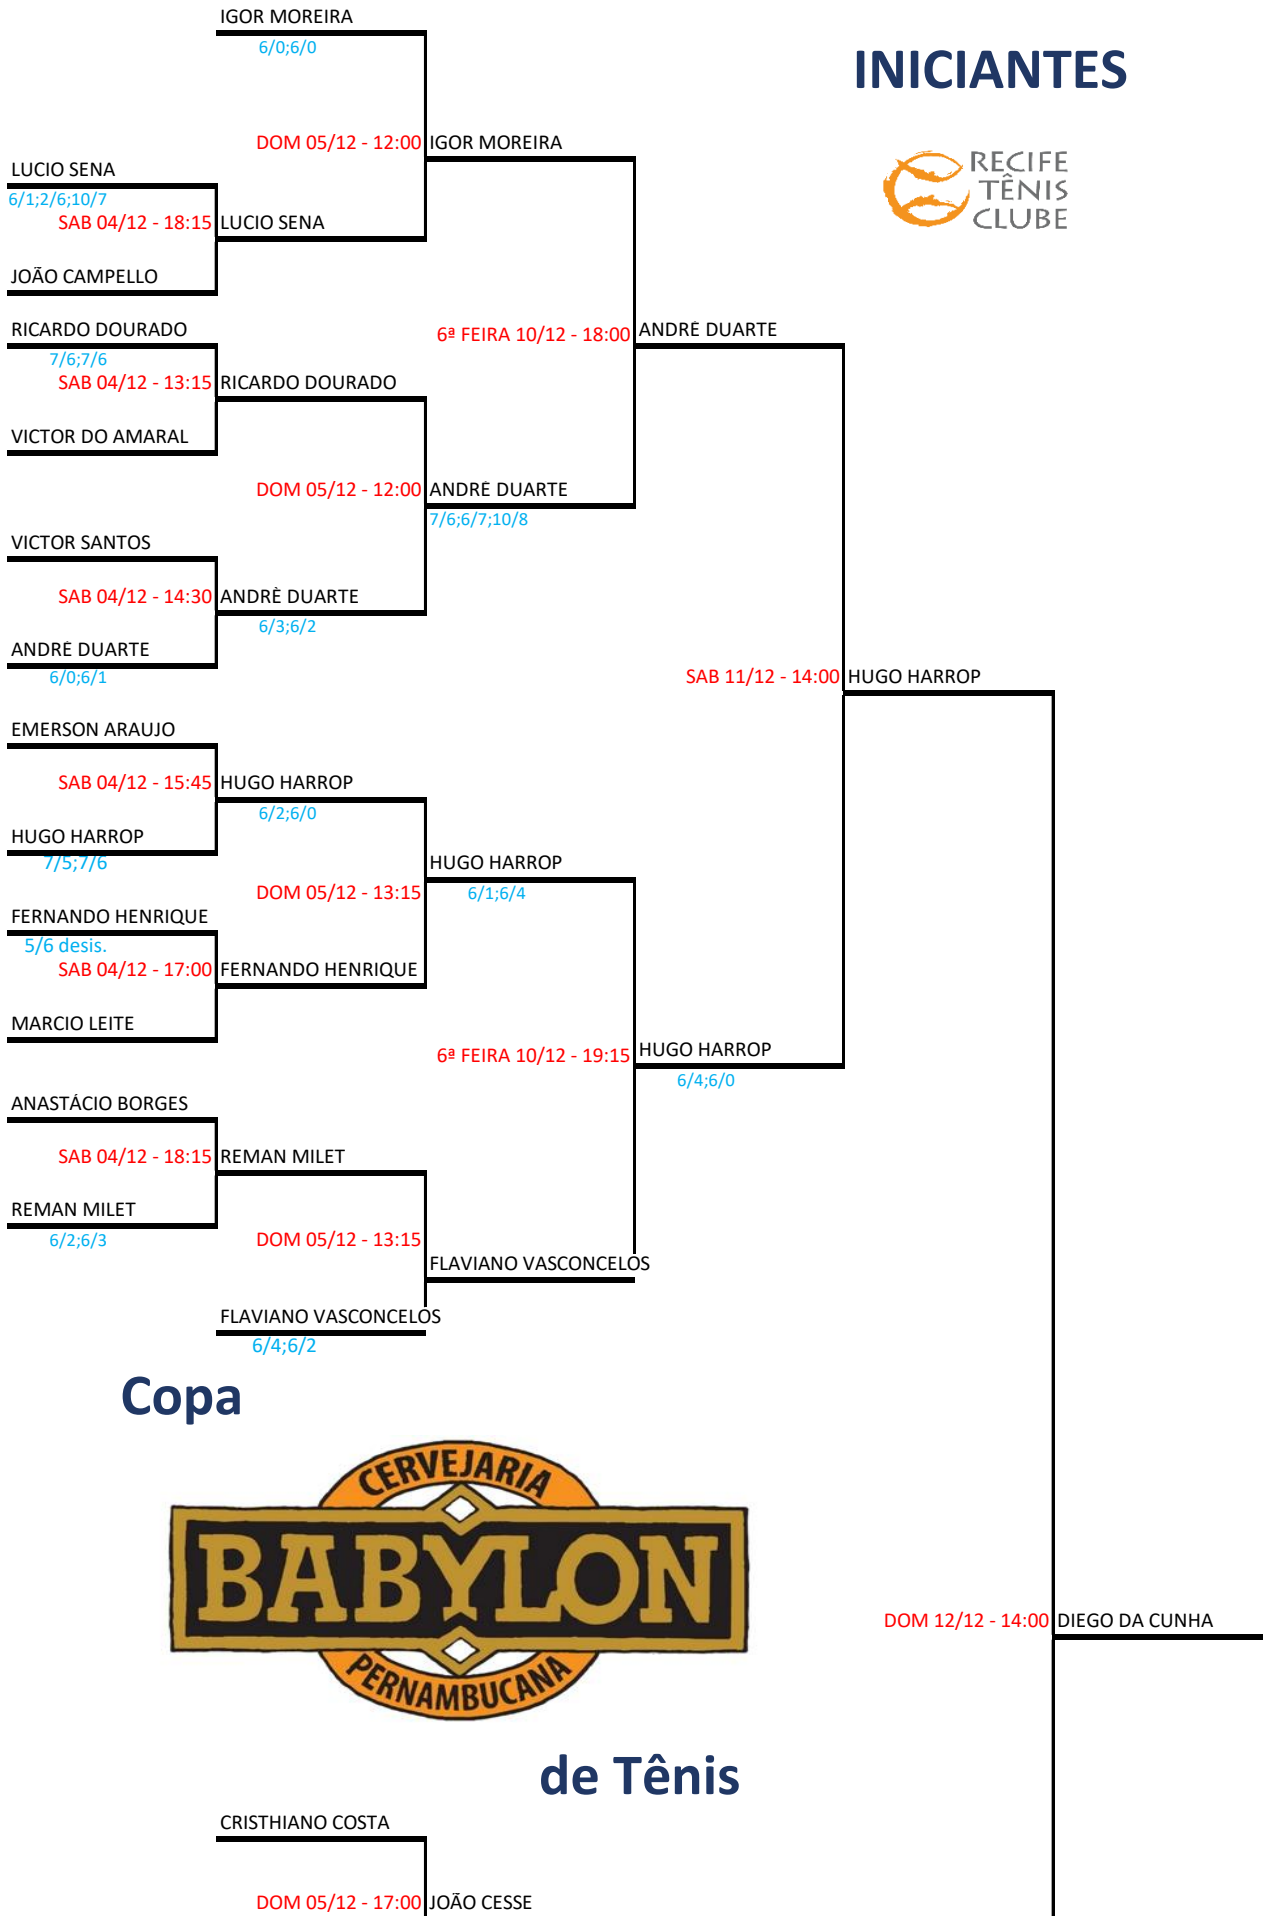 IGOR MOREIRA
6/0;6/0
INICIANTES
DOM 05/12 - 12:00 IGOR MOREIRA
RECIFE
TÊNIS
CLUBE
LUCIO SENA
6/1;2/6;10/7
SAB 04/12 - 18:15 LUCIO SENA
JOÃO CAMPELLO
RICARDO DOURADO
6ª FEIRA 10/12 - 18:00 ANDRÉ DUARTE
7/6;7/6
SAB 04/12 - 13:15 RICARDO DOURADO
VICTOR DO AMARAL
DOM 05/12 - 12:00 ANDRÉ DUARTE
7/6;6/7;10/8
VICTOR SANTOS
SAB 04/12 - 14:30 ANDRÈ DUARTE
6/3;6/2
ANDRÉ DUARTE
6/0;6/1
SAB 11/12 - 14:00 HUGO HARROP
EMERSON ARAUJO
SAB 04/12 - 15:45 HUGO HARROP
6/2;6/0
HUGO HARROP
7/5;7/6
HUGO HARROP
DOM 05/12 - 13:15
6/1;6/4
FERNANDO HENRIQUE
5/6 desis.
SAB 04/12 - 17:00 FERNANDO HENRIQUE
MARCIO LEITE
6ª FEIRA 10/12 - 19:15 HUGO HARROP
6/4;6/0
ANASTÁCIO BORGES
SAB 04/12 - 18:15 REMAN MILET
REMAN MILET
6/2;6/3
DOM 05/12 - 13:15
FLAVIANO VASCONCELOS
FLAVIANO VASCONCELOS
6/4;6/2
Copa
CERVEJARIA
BABYLON
PERNAMBUCANA
DOM 12/12 - 14:00 DIEGO DA CUNHA
de Tênis
CRISTHIANO COSTA
DOM 05/12 - 17:00 JOÃO CESSE